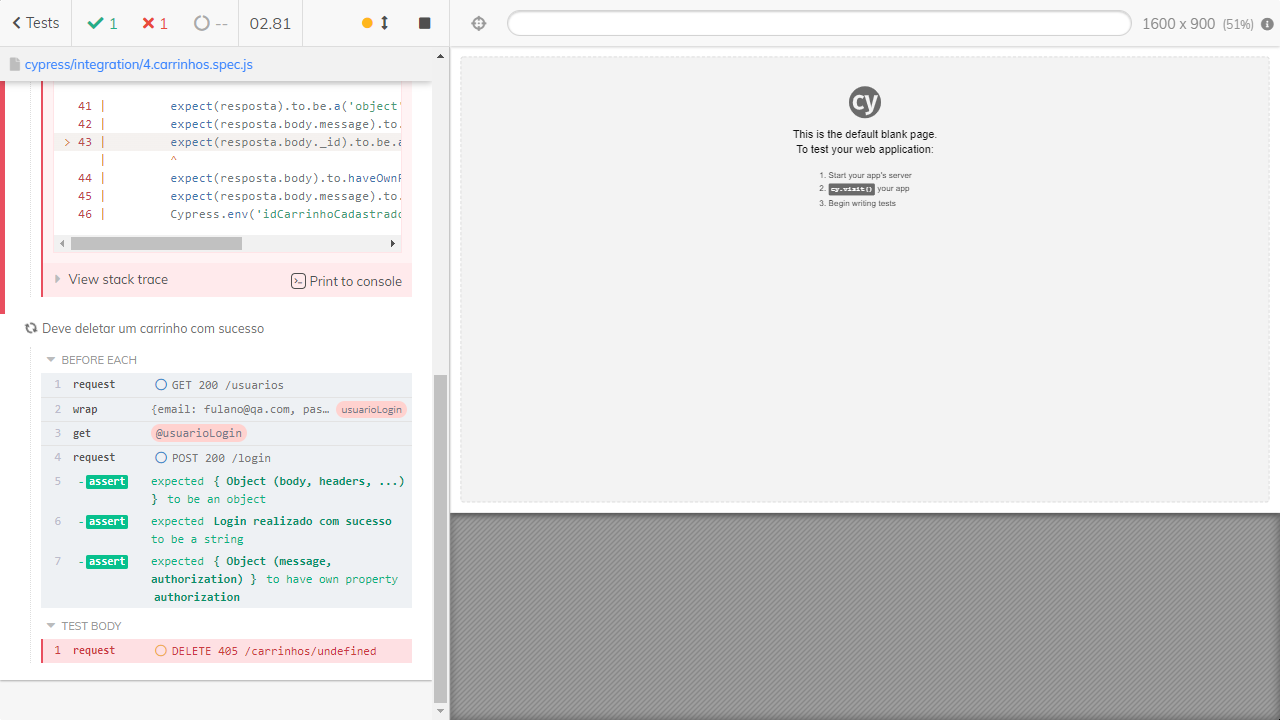 Tests
1
1
--
02.81
1600 x 900 (51%)
cypress/integration/4.carrinhos.spec.js
41 | expect(resposta).to.be.a('object'
42 | expect(resposta.body.message).to.
> 43 | expect(resposta.body._id).to.be.a
| ^
44 | expect(resposta.body).to.haveOwnP
45 | expect(resposta.body.message).to.
46 | Cypress.env('idCarrinhoCadastrado
View stack trace
Print to console
Deve deletar um carrinho com sucesso
BEFORE EACH
1 request GET 200 /usuarios
2 wrap {email: fulano@qa.com, pas… usuarioLogin
3 get @usuarioLogin
4 request POST 200 /login
5 -assert expected { Object (body, headers, ...)
} to be an object
6 -assert expected Login realizado com sucesso
to be a string
7 -assert expected { Object (message,
authorization) } to have own property
authorization
TEST BODY
1 request DELETE 405 /carrinhos/undefined
cy
This is the default blank page.
To test your web application:
1. Start your app's server
2. cy.visit() your app
3. Begin writing tests